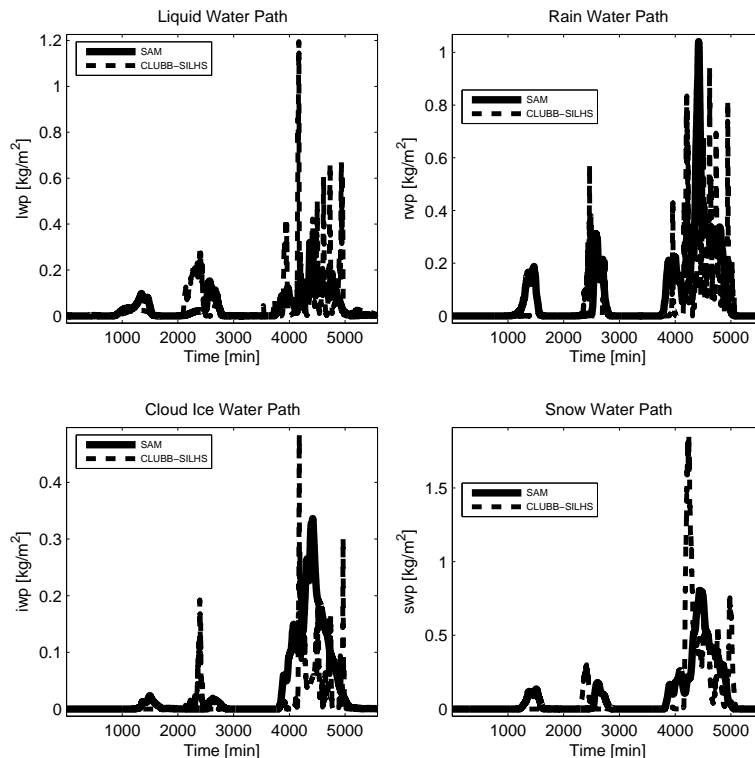 Liquid Water Path
SAM
CLUBB−SILHS
lwp [kg/m²]
1.2
1
0.8
0.6
0.4
0.2
0
1000 2000 3000 4000 5000
Time [min]
Rain Water Path
SAM
CLUBB−SILHS
rwp [kg/m²]
1
0.8
0.6
0.4
0.2
0
1000 2000 3000 4000 5000
Time [min]
Cloud Ice Water Path
SAM
CLUBB−SILHS
iwp [kg/m²]
0.4
0.3
0.2
0.1
0
1000 2000 3000 4000 5000
Time [min]
Snow Water Path
SAM
CLUBB−SILHS
swp [kg/m²]
1.5
1
0.5
0
1000 2000 3000 4000 5000
Time [min]